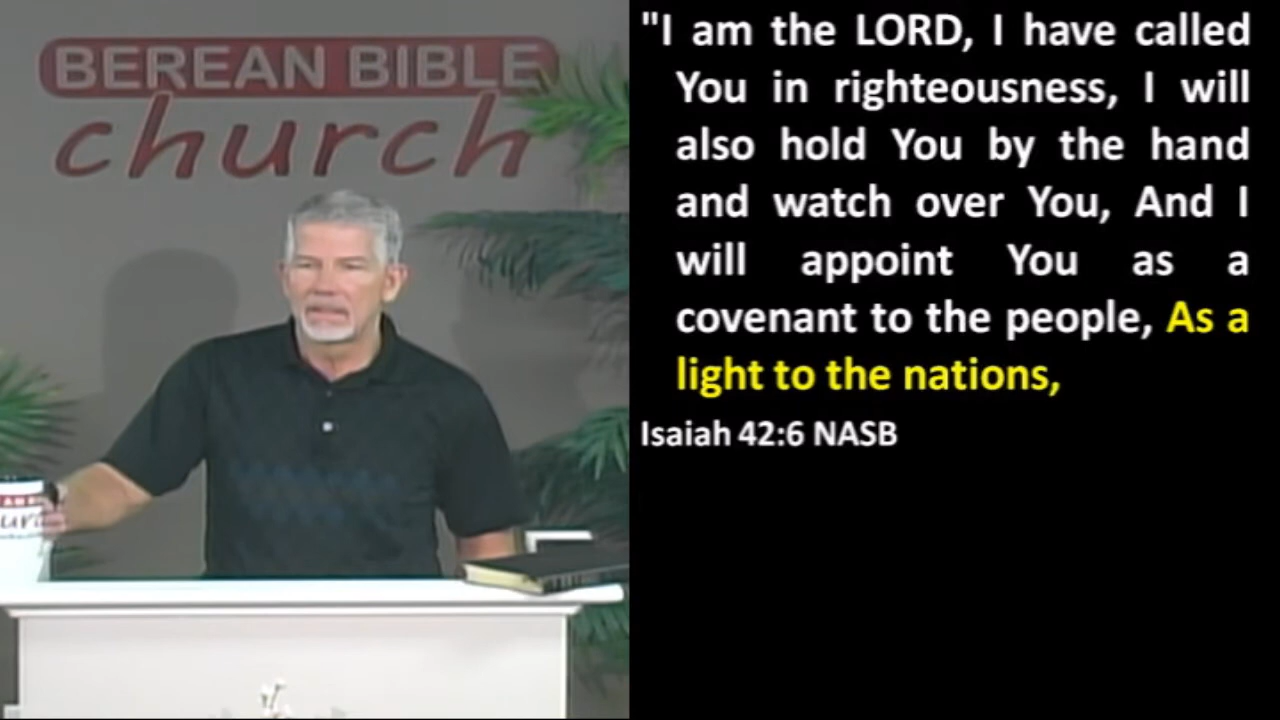 BEREAN BIBLE
church
"I am the LORD, I have called
You in righteousness, I will
also hold You by the hand
and watch over You, And I
will appoint You as a
covenant to the people, As a
light to the nations,
Isaiah 42:6 NASB